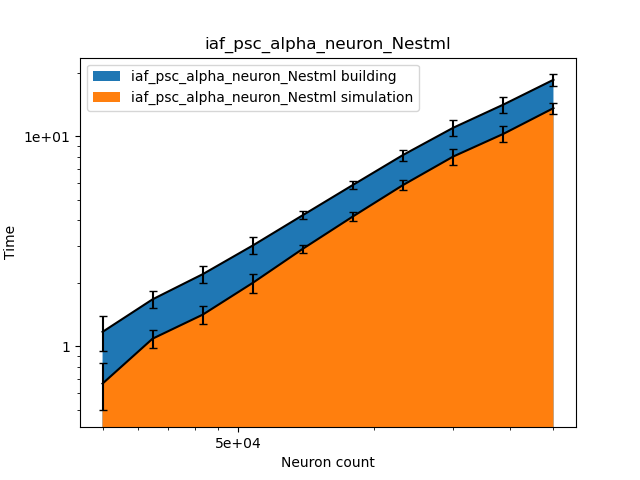 iaf_psc_alpha_neuron_Nestml
iaf_psc_alpha_neuron_Nestml building
iaf_psc_alpha_neuron_Nestml simulation
1e+01
Time
1
5e+04
Neuron count